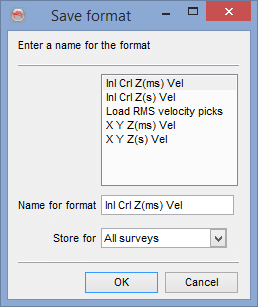 Save format
Enter a name for the format
Inl Crl Z(ms) Vel
Inl Crl Z(s) Vel
Load RMS velocity picks
X Y Z(ms) Vel
X Y Z(s) Vel
Name for format Inl Crl Z(ms) Vel
Store for All surveys
OK Cancel